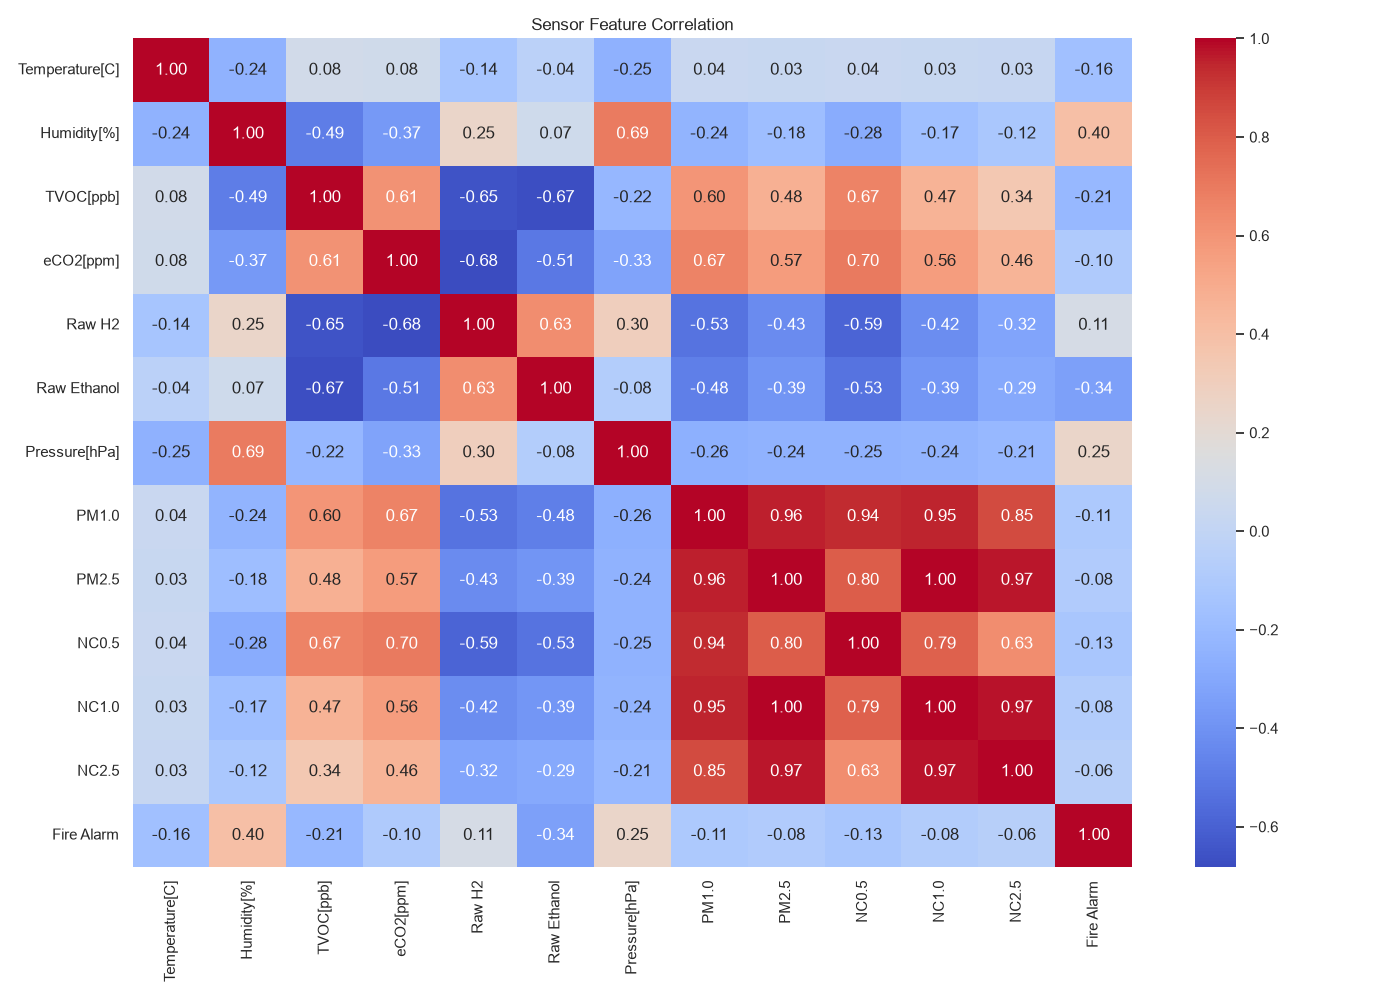 Sensor Feature Correlation
Temperature[C] 1.00 -0.24 0.08 0.08 -0.14 -0.04 -0.25 0.04 0.03 0.04 0.03 0.03 -0.16
Humidity[%] -0.24 1.00 -0.49 -0.37 0.25 0.07 0.69 -0.24 -0.18 -0.28 -0.17 -0.12 0.40
TVOC[ppb] 0.08 -0.49 1.00 0.61 -0.65 -0.67 -0.22 0.60 0.48 0.67 0.47 0.34 -0.21
eCO2[ppm] 0.08 -0.37 0.61 1.00 -0.68 -0.51 -0.33 0.67 0.57 0.70 0.56 0.46 -0.10
Raw H2 -0.14 0.25 -0.65 -0.68 1.00 0.63 0.30 -0.53 -0.43 -0.59 -0.42 -0.32 0.11
Raw Ethanol -0.04 0.07 -0.67 -0.51 0.63 1.00 -0.08 -0.48 -0.39 -0.53 -0.39 -0.29 -0.34
Pressure[hPa] -0.25 0.69 -0.22 -0.33 0.30 -0.08 1.00 -0.26 -0.24 -0.25 -0.24 -0.21 0.25
PM1.0 0.04 -0.24 0.60 0.67 -0.53 -0.48 -0.26 1.00 0.96 0.94 0.95 0.85 -0.11
PM2.5 0.03 -0.18 0.48 0.57 -0.43 -0.39 -0.24 0.96 1.00 0.80 1.00 0.97 -0.08
NC0.5 0.04 -0.28 0.67 0.70 -0.59 -0.53 -0.25 0.94 0.80 1.00 0.79 0.63 -0.13
NC1.0 0.03 -0.17 0.47 0.56 -0.42 -0.39 -0.24 0.95 1.00 0.79 1.00 0.97 -0.08
NC2.5 0.03 -0.12 0.34 0.46 -0.32 -0.29 -0.21 0.85 0.97 0.63 0.97 1.00 -0.06
Fire Alarm -0.16 0.40 -0.21 -0.10 0.11 -0.34 0.25 -0.11 -0.08 -0.13 -0.08 -0.06 1.00
Temperature[C]
Humidity[%]
TVOC[ppb]
eCO2[ppm]
Raw H2
Raw Ethanol
Pressure[hPa]
PM1.0
PM2.5
NC0.5
NC1.0
NC2.5
Fire Alarm
1.0
0.8
0.6
0.4
0.2
0.0
−0.2
−0.4
−0.6